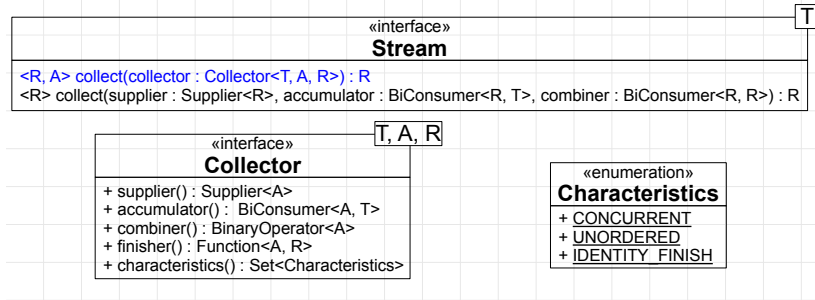 T
«interface»
Stream
<R, A> collect(collector : Collector<T, A, R>) : R
<R> collect(supplier : Supplier<R>, accumulator : BiConsumer<R, T>, combiner : BiConsumer<R, R>) : R
T, A, R
«interface»
Collector
+ supplier() : Supplier<A>
+ accumulator() : BiConsumer<A, T>
+ combiner() : BinaryOperator<A>
+ finisher() : Function<A, R>
+ characteristics() : Set<Characteristics>
«enumeration»
Characteristics
+ CONCURRENT
+ UNORDERED
+ IDENTITY_FINISH